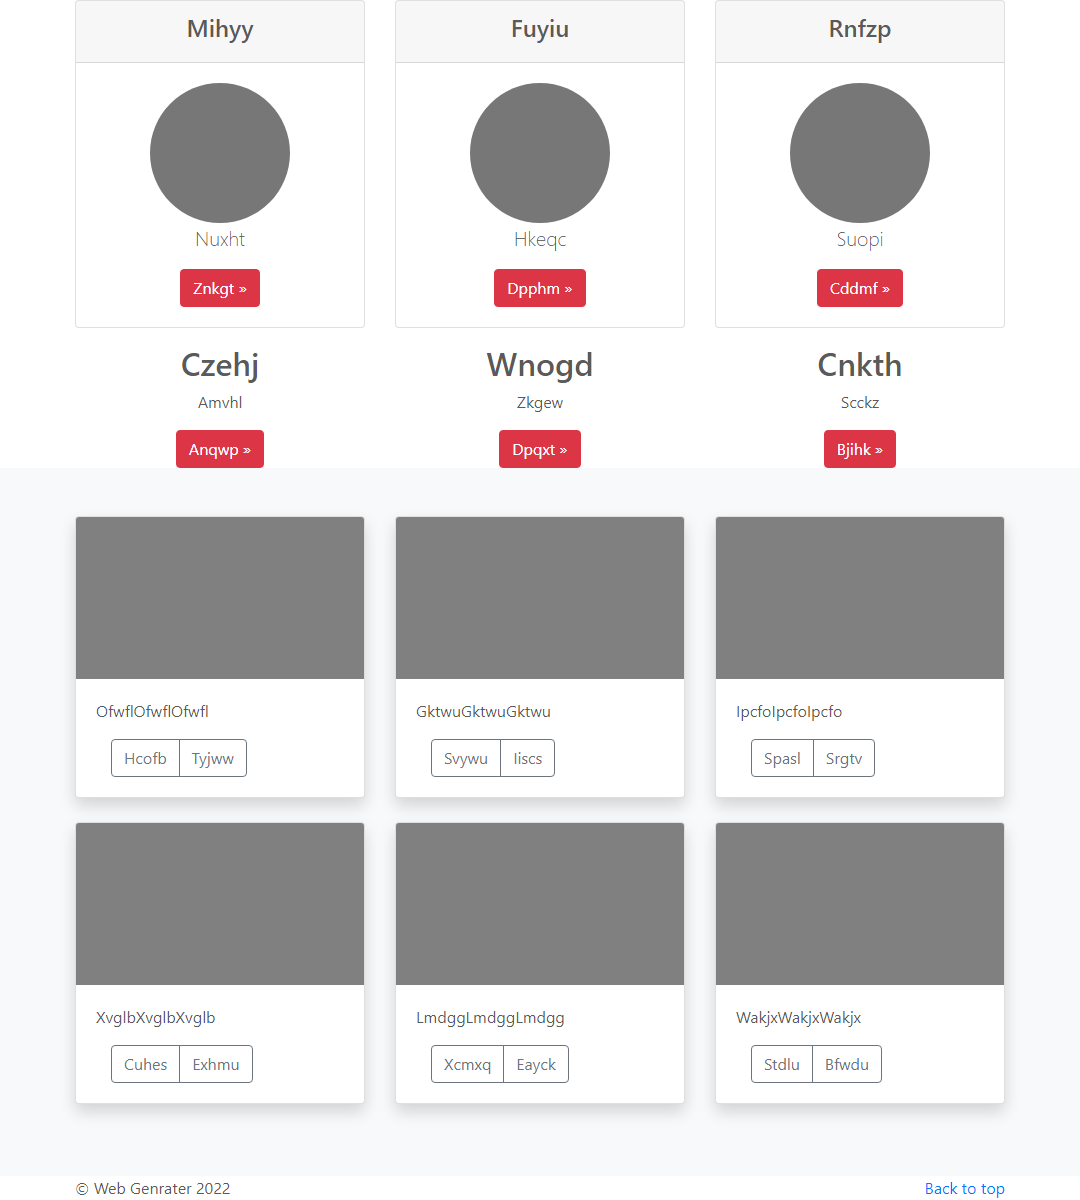 Mihyy Fuyiu Rnfzp
Nuxht Hkeqc Suopi
Znkgt » Dpphm » Cddmf »
Czehj Wnogd Cnkth
Amvhl Zkgew Scckz
Anqwp » Dpqxt » Bjihk »
OfwflOfwflOfwfl GktwuGktwuGktwu IpcfoIpcfoIpcfo
Hcofb Tyjww Svywu Iiscs Spasl Srgtv
XvglbXvglbXvglb LmdggLmdggLmdgg WakjxWakjxWakjx
Cuhes Exhmu Xcmxq Eayck Stdlu Bfwdu
© Web Genrater 2022 Back to top